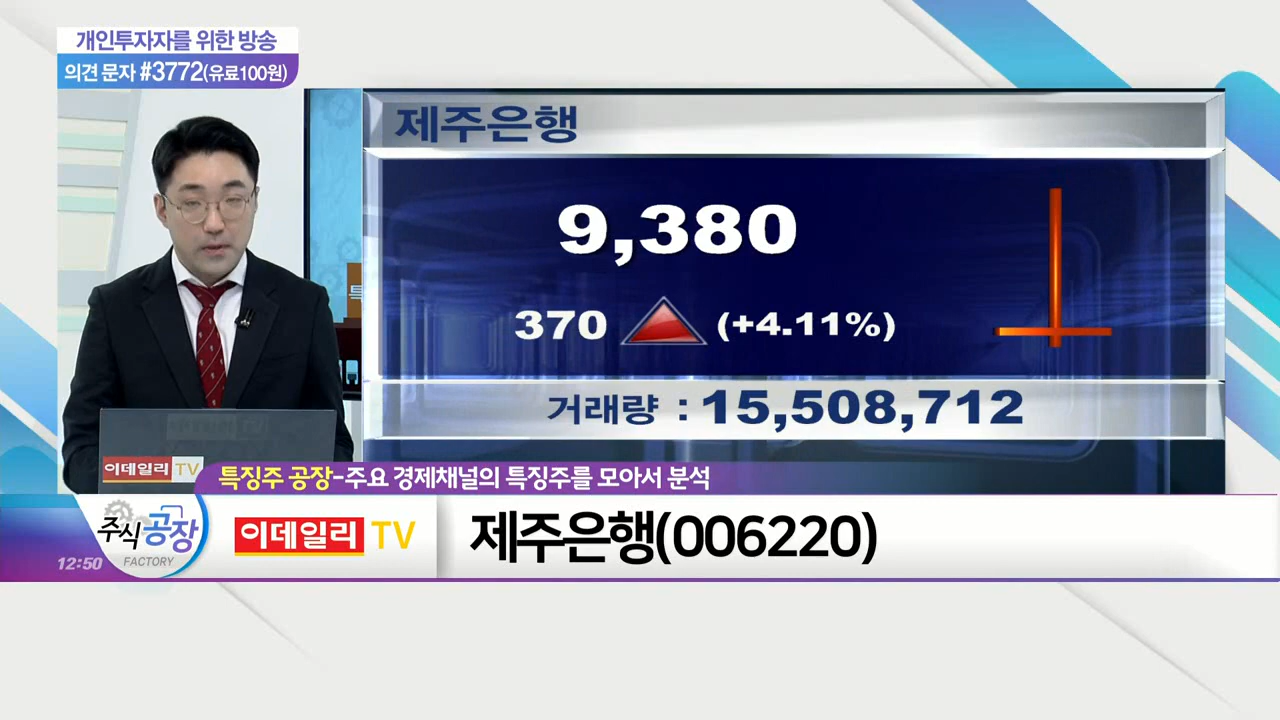 개인투자자를 위한 방송
의견 문자 #3772(유료100원)
제주은행
9,380
370 (+4.11%)
거래량 : 15,508,712
특
이데일리 TV
특징주 공장-주요 경제채널의 특징주를 모아서 분석
주식공장
FACTORY
12:50
이데일리 TV
제주은행(006220)